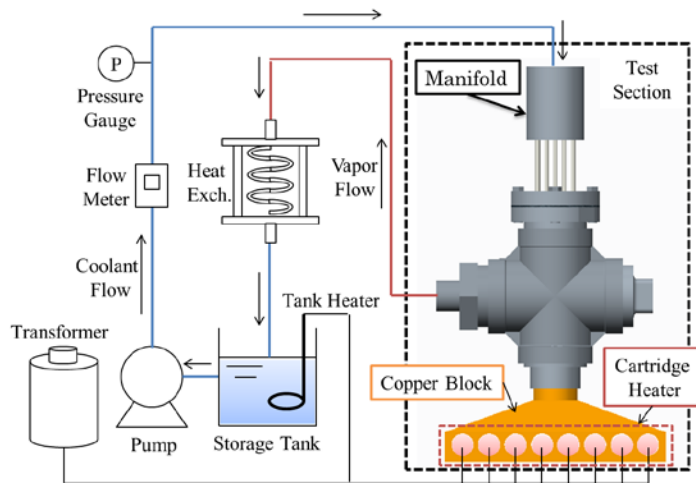 P
Pressure
Gauge
Flow
Meter
Coolant
Flow
Transformer
Pump
Heat
Exch.
Tank Heater
Storage Tank
Vapor
Flow
Manifold
Test
Section
Copper Block
Cartridge
Heater